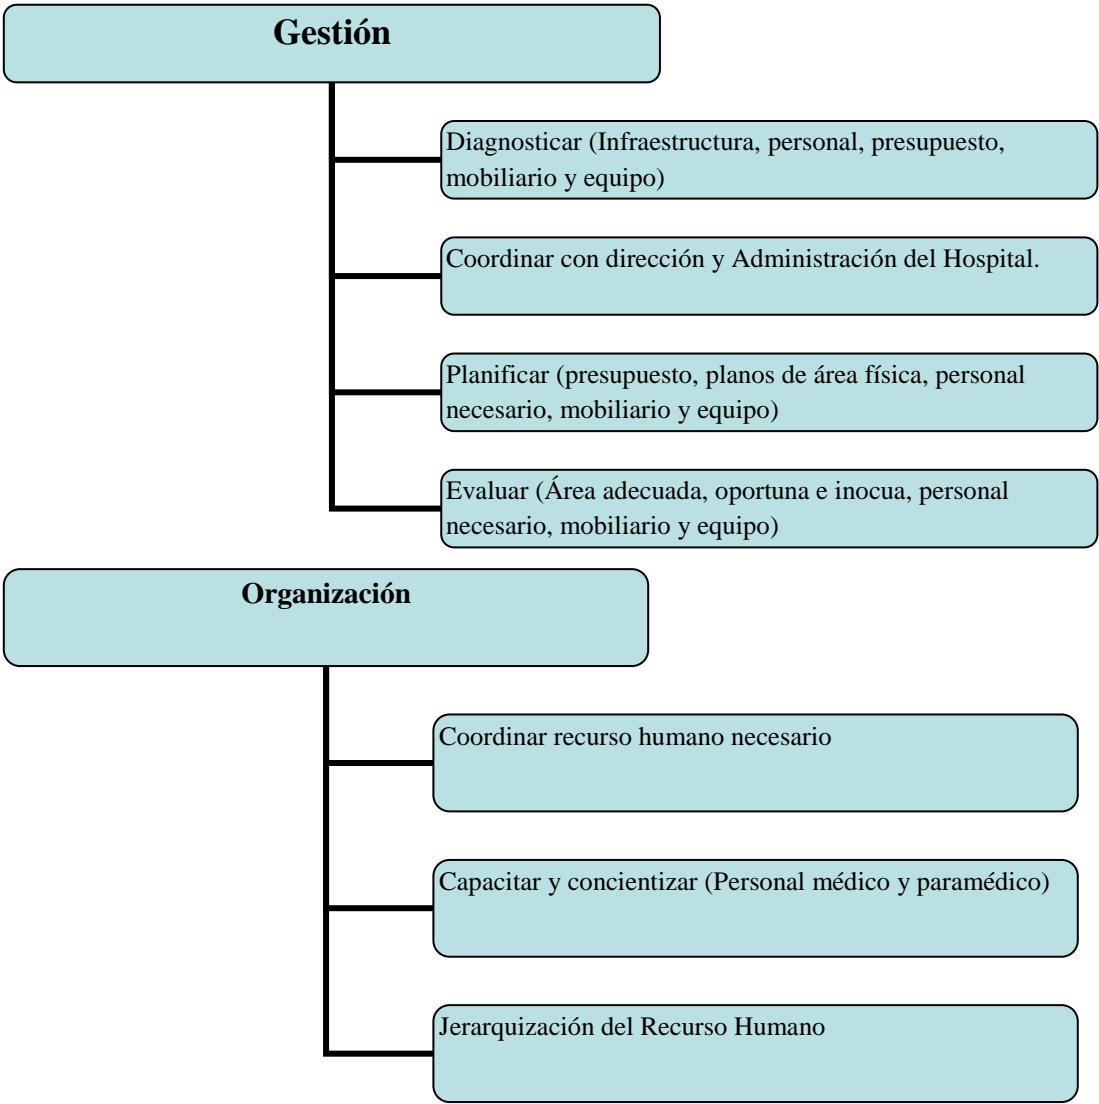 Gestión
Diagnosticar (Infraestructura, personal, presupuesto,
mobiliario y equipo)
Coordinar con dirección y Administración del Hospital.
Planificar (presupuesto, planos de área física, personal
necesario, mobiliario y equipo)
Evaluar (Área adecuada, oportuna e inocua, personal
necesario, mobiliario y equipo)
Organización
Coordinar recurso humano necesario
Capacitar y concientizar (Personal médico y paramédico)
Jerarquización del Recurso Humano